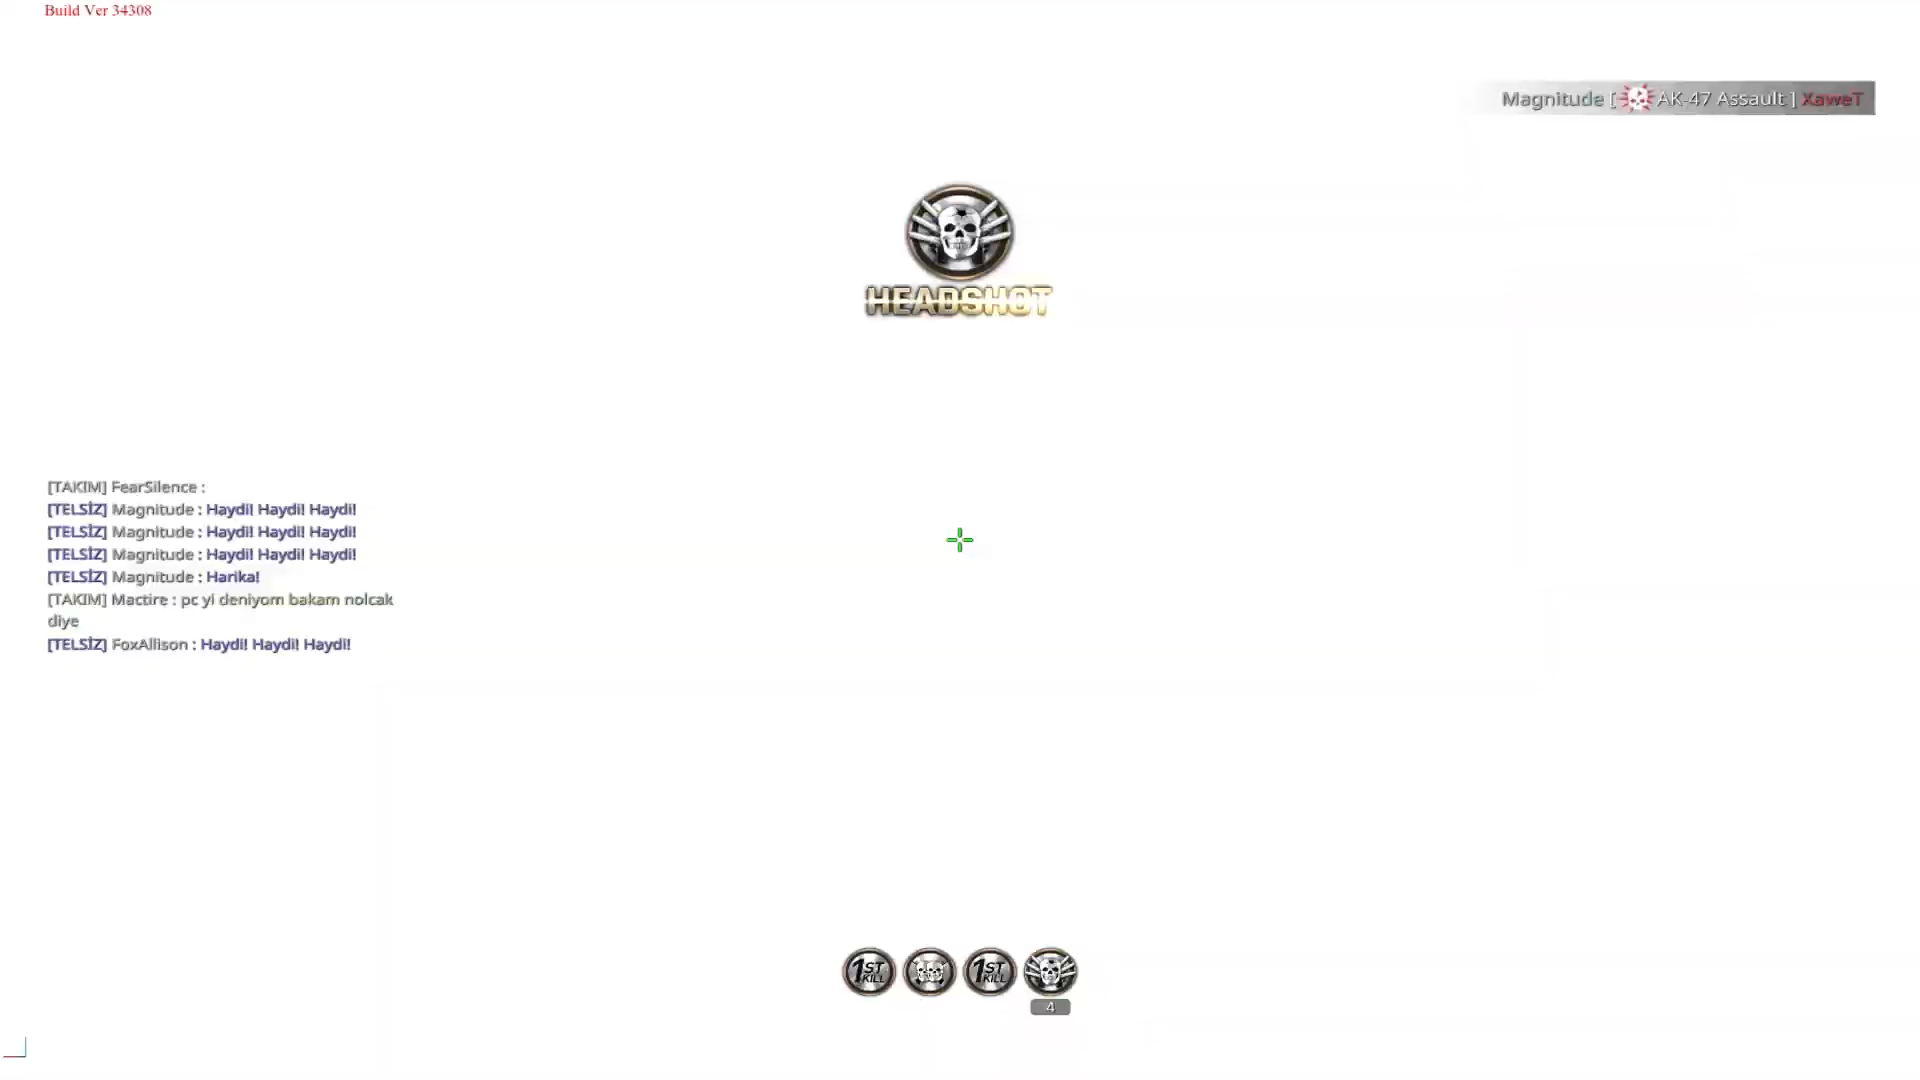 Build Ver 34308
Magnitude [ AK-47 Assault ] XaweT
HEADSHOT
[TAKIM] FearSilence :
[TELSİZ] Magnitude : Haydi! Haydi! Haydi!
[TELSİZ] Magnitude : Haydi! Haydi! Haydi!
[TELSİZ] Magnitude : Haydi! Haydi! Haydi!
[TELSİZ] Magnitude : Harika!
[TAKIM] Mactire : pc yi deniyom bakam nolcak
diye
[TELSİZ] FoxAllison : Haydi! Haydi! Haydi!
1ST KILL
1ST KILL
4